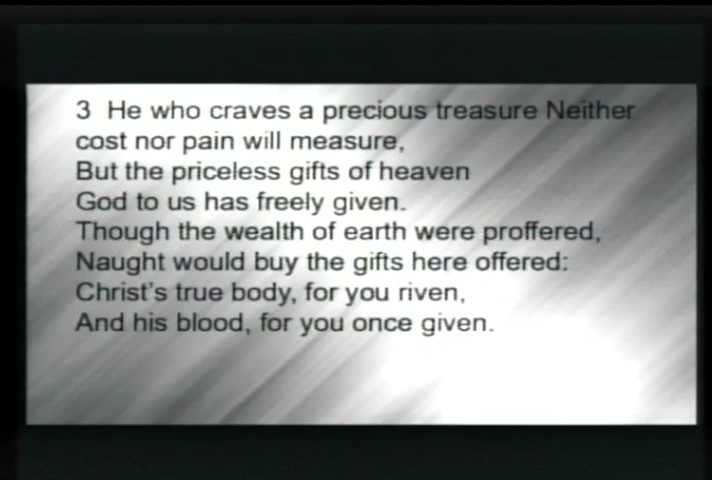 3 He who craves a precious treasure Neither
cost nor pain will measure,
But the priceless gifts of heaven
God to us has freely given.
Though the wealth of earth were proffered,
Naught would buy the gifts here offered:
Christ's true body, for you riven,
And his blood, for you once given.